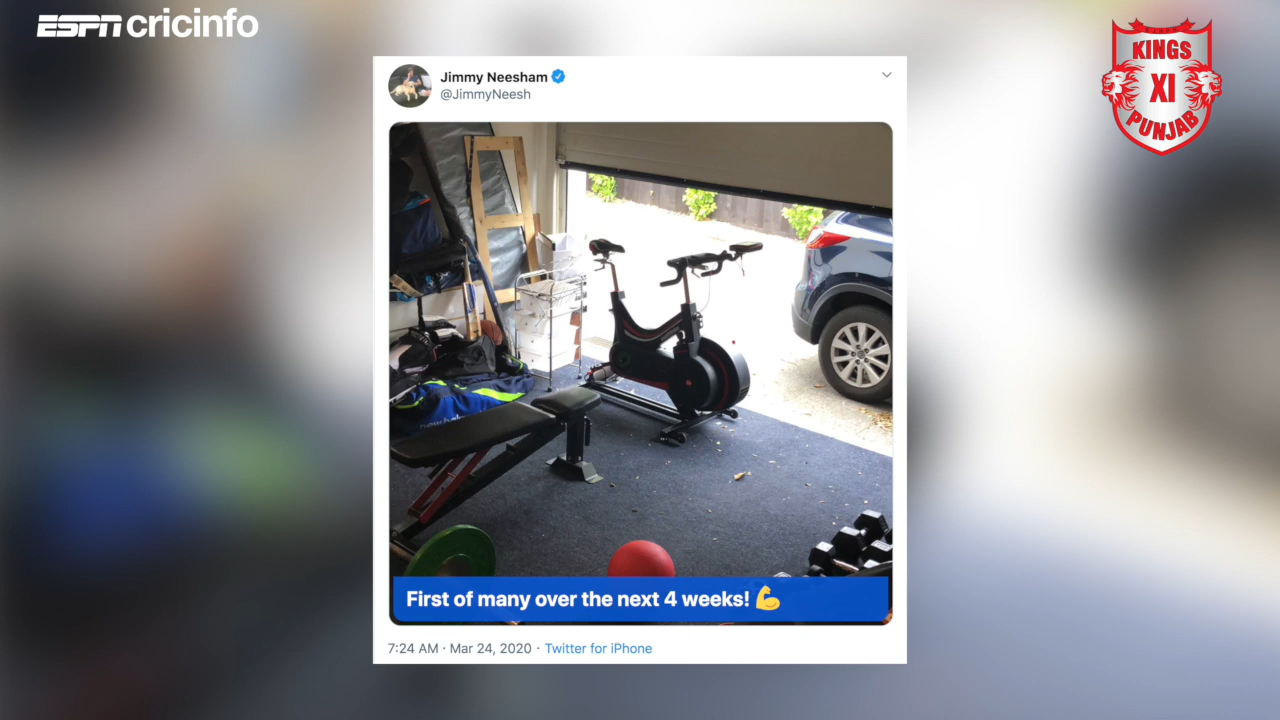 ESPN cricinfo
KINGS
XI
PUNJAB
Jimmy Neesham
@JimmyNeesh
First of many over the next 4 weeks! 💪
7:24 AM · Mar 24, 2020 · Twitter for iPhone